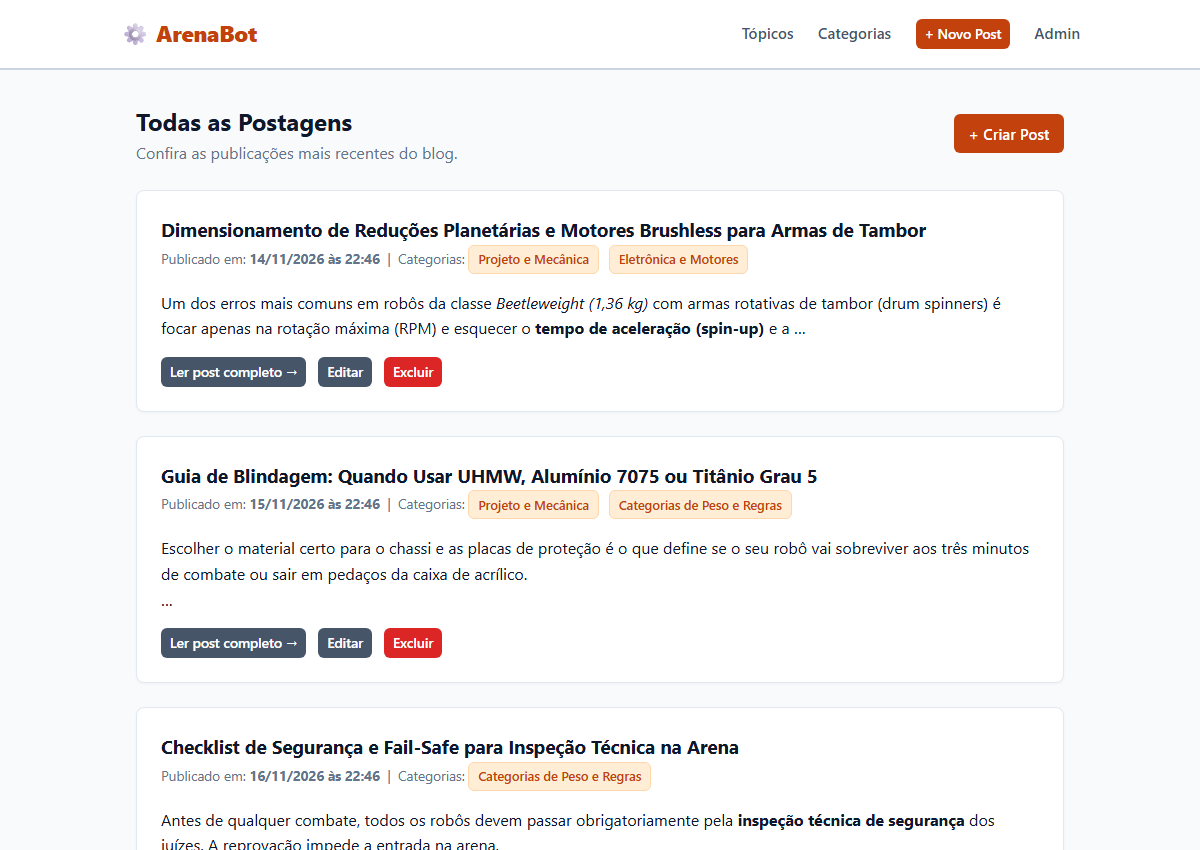 ArenaBot
Tópicos
Categorias
+ Novo Post
Admin
Todas as Postagens
Confira as publicações mais recentes do blog.
+ Criar Post
Dimensionamento de Reduções Planetárias e Motores Brushless para Armas de Tambor
Publicado em: 14/11/2026 às 22:46 | Categorias: Projeto e Mecânica Eletrônica e Motores
Um dos erros mais comuns em robôs da classe Beetleweight (1,36 kg) com armas rotativas de tambor (drum spinners) é
focar apenas na rotação máxima (RPM) e esquecer o tempo de aceleração (spin-up) e a ...
Ler post completo → Editar Excluir
Guia de Blindagem: Quando Usar UHMW, Alumínio 7075 ou Titânio Grau 5
Publicado em: 15/11/2026 às 22:46 | Categorias: Projeto e Mecânica Categorias de Peso e Regras
Escolher o material certo para o chassi e as placas de proteção é o que define se o seu robô vai sobreviver aos três minutos
de combate ou sair em pedaços da caixa de acrílico.
...
Ler post completo → Editar Excluir
Checklist de Segurança e Fail-Safe para Inspeção Técnica na Arena
Publicado em: 16/11/2026 às 22:46 | Categorias: Categorias de Peso e Regras
Antes de qualquer combate, todos os robôs devem passar obrigatoriamente pela inspeção técnica de segurança dos
juízes. A reprovação impede a entrada na arena.